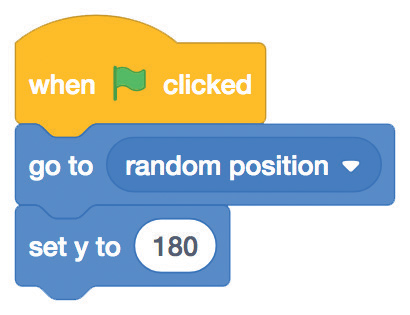 when clicked
go to random position
set y to 180